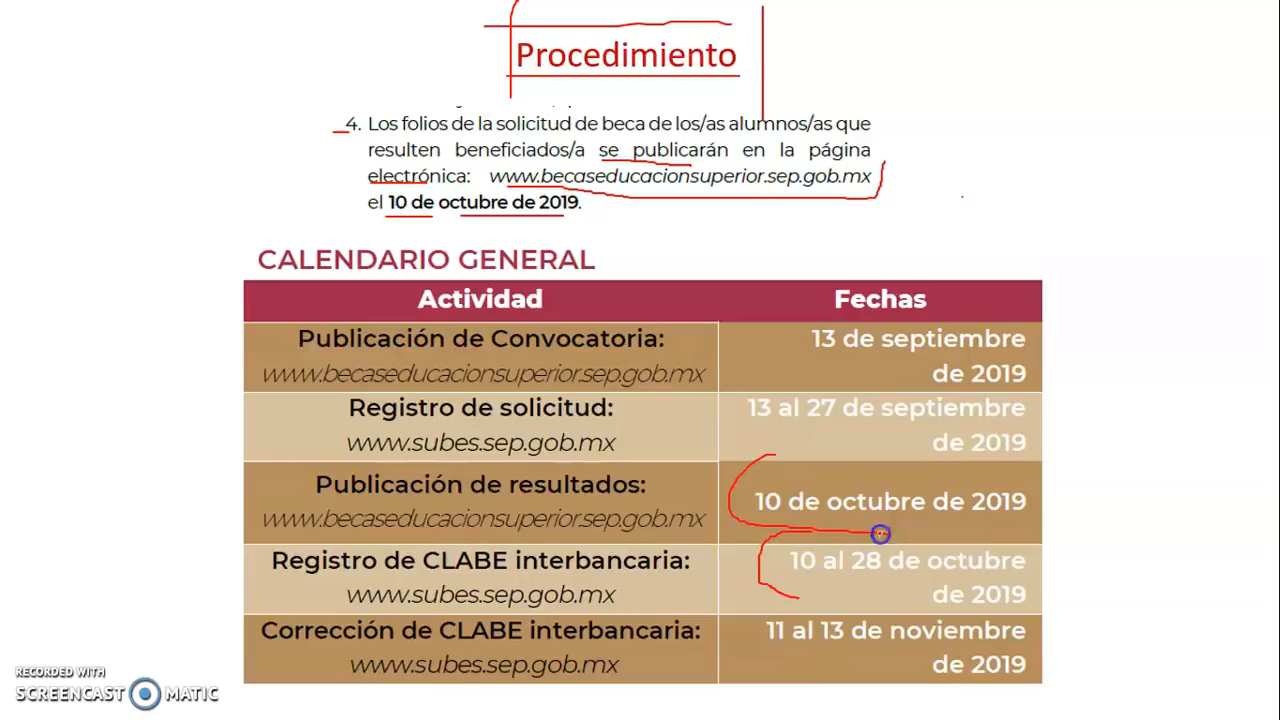 Procedimiento
4. Los folios de la solicitud de beca de los/as alumnos/as que
resulten beneficiados/a se publicarán en la página
electrónica: www.becaseducacionsuperior.sep.gob.mx
el 10 de octubre de 2019.
CALENDARIO GENERAL
Actividad Fechas
Publicación de Convocatoria: 13 de septiembre
www.becaseducacionsuperior.sep.gob.mx de 2019
Registro de solicitud: 13 al 27 de septiembre
www.subes.sep.gob.mx de 2019
Publicación de resultados:
10 de octubre de 2019
www.becaseducacionsuperior.sep.gob.mx
Registro de CLABE interbancaria: 10 al 28 de octubre
www.subes.sep.gob.mx de 2019
Corrección de CLABE interbancaria: 11 al 13 de noviembre
www.subes.sep.gob.mx de 2019
RECORDED WITH
SCREENCAST MATIC